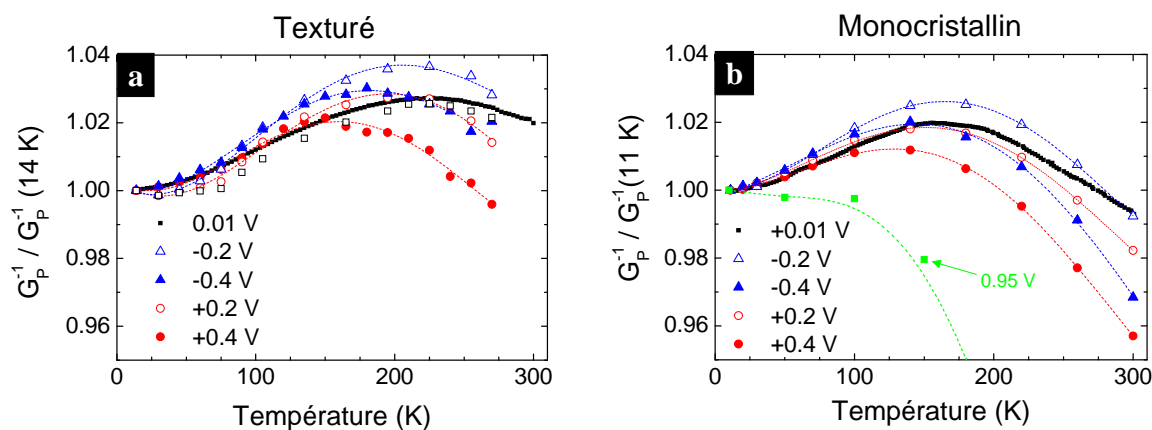 Texturé
a
G_P^-1 / G_P^-1 (14 K)
1.04
1.02
1.00
0.98
0.96
0.01 V
-0.2 V
-0.4 V
+0.2 V
+0.4 V
0 100 200 300
Température (K)
Monocristallin
b
G_P^-1 / G_P^-1(11 K)
1.04
1.02
1.00
0.98
0.96
+0.01 V
-0.2 V
-0.4 V
+0.2 V
+0.4 V
0.95 V
0 100 200 300
Température (K)